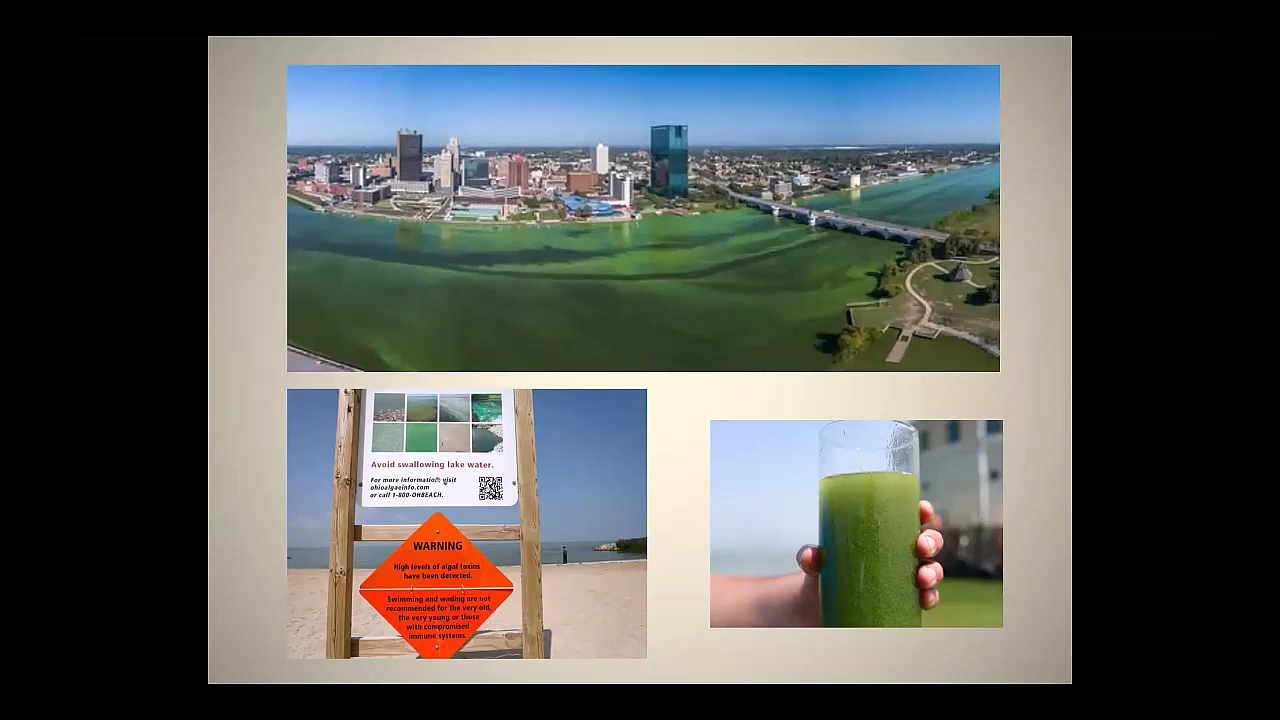 Avoid swallowing lake water.
For more information visit
ohioalgaeinfo.com
or call 1-800-OHBEACH.
WARNING
High levels of algal toxins
have been detected.
Swimming and wading are not
recommended for the very old,
the very young or those
with compromised
immune systems.